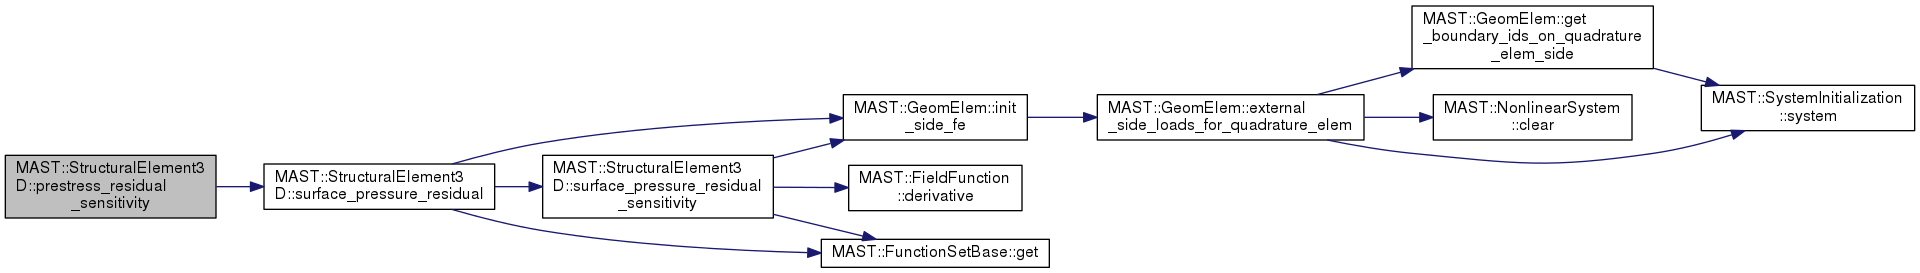 MAST::StructuralElement3
D::prestress_residual
_sensitivity
MAST::StructuralElement3
D::surface_pressure_residual
MAST::StructuralElement3
D::surface_pressure_residual
_sensitivity
MAST::GeomElem::init
_side_fe
MAST::FieldFunction
::derivative
MAST::FunctionSetBase::get
MAST::GeomElem::external
_side_loads_for_quadrature_elem
MAST::GeomElem::get
_boundary_ids_on_quadrature
_elem_side
MAST::NonlinearSystem
::clear
MAST::SystemInitialization
::system